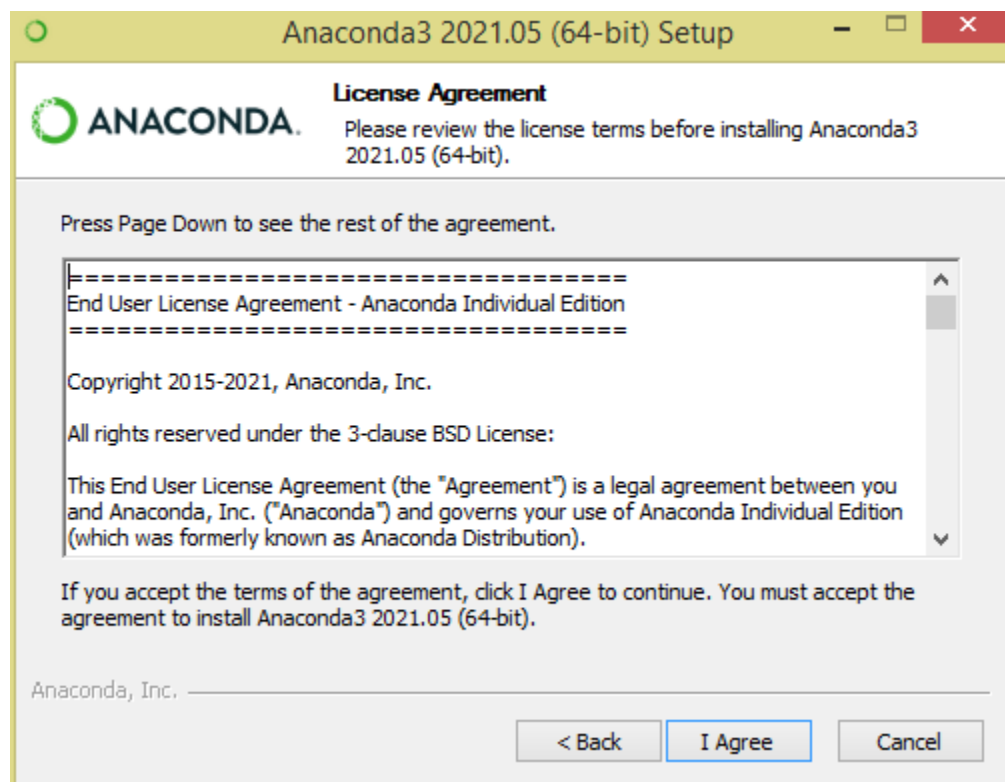 Anaconda3 2021.05 (64-bit) Setup
ANACONDA.
License Agreement
Please review the license terms before installing Anaconda3
2021.05 (64-bit).
Press Page Down to see the rest of the agreement.
===================================
End User License Agreement - Anaconda Individual Edition
===================================
Copyright 2015-2021, Anaconda, Inc.
All rights reserved under the 3-clause BSD License:
This End User License Agreement (the "Agreement") is a legal agreement between you
and Anaconda, Inc. ("Anaconda") and governs your use of Anaconda Individual Edition
(which was formerly known as Anaconda Distribution).
If you accept the terms of the agreement, click I Agree to continue. You must accept the
agreement to install Anaconda3 2021.05 (64-bit).
Anaconda, Inc.
< Back
I Agree
Cancel